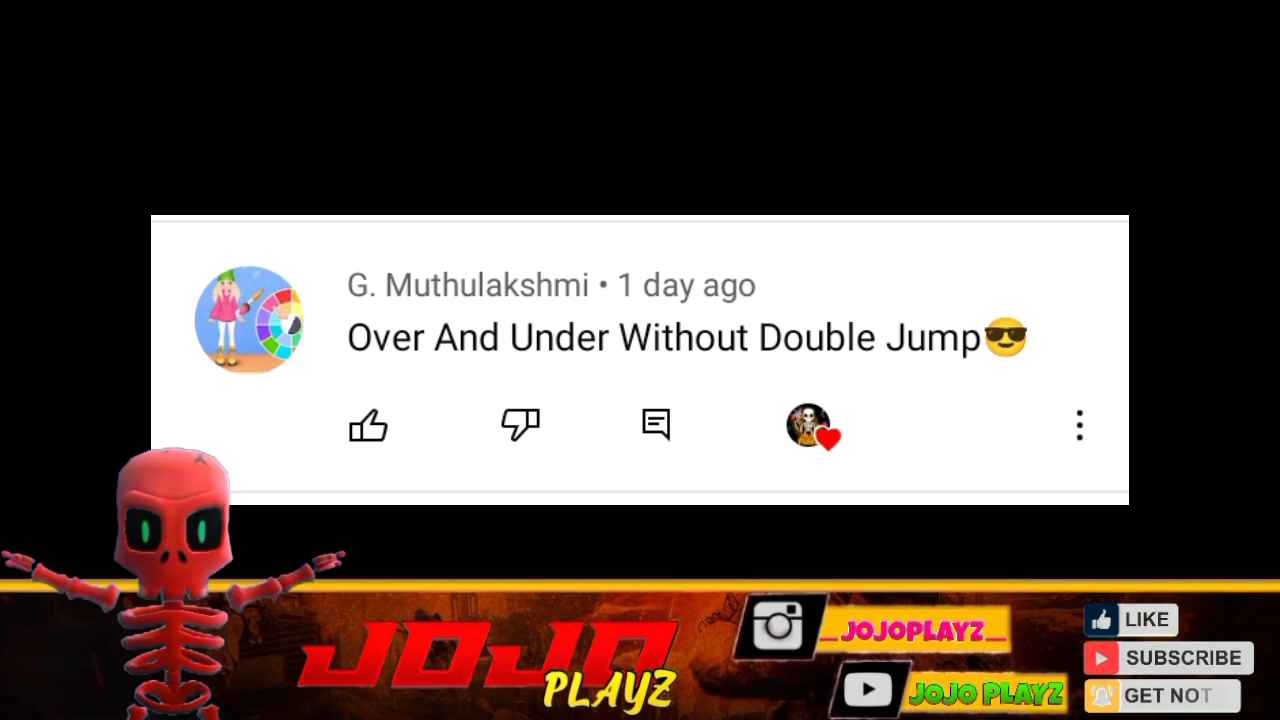 G. Muthulakshmi • 1 day ago
Over And Under Without Double Jump😎
JOJO
PLAYZ
_JOJOPLAYZ_
JOJO PLAYZ
LIKE
SUBSCRIBE
GET NOT